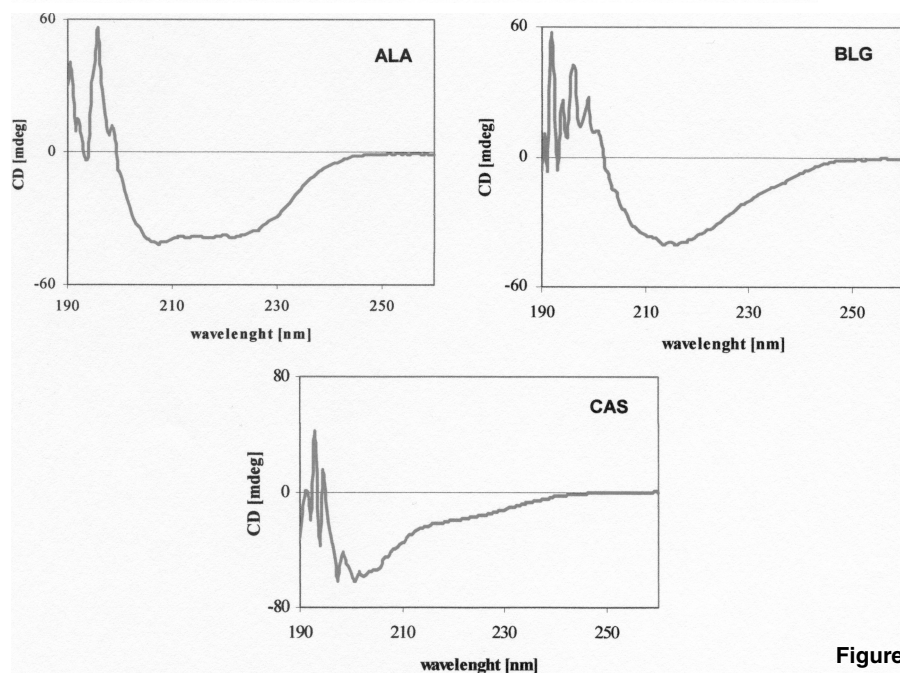 ALA
60
0
-60
CD [mdeg]
190 210 230 250
wavelenght [nm]
BLG
60
0
-60
CD [mdeg]
190 210 230 250
wavelenght [nm]
CAS
80
0
-80
CD [mdeg]
190 210 230 250
wavelenght [nm]
Figure